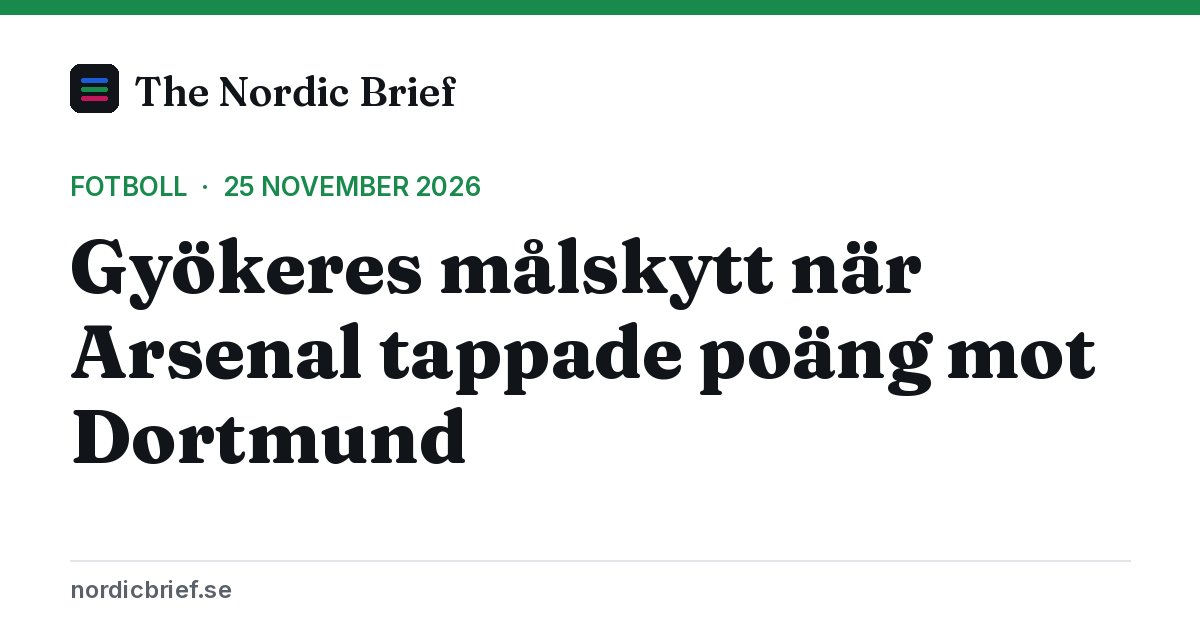 The Nordic Brief
FOTBOLL · 25 NOVEMBER 2026
Gyökeres målskytt när
Arsenal tappade poäng mot
Dortmund
nordicbrief.se